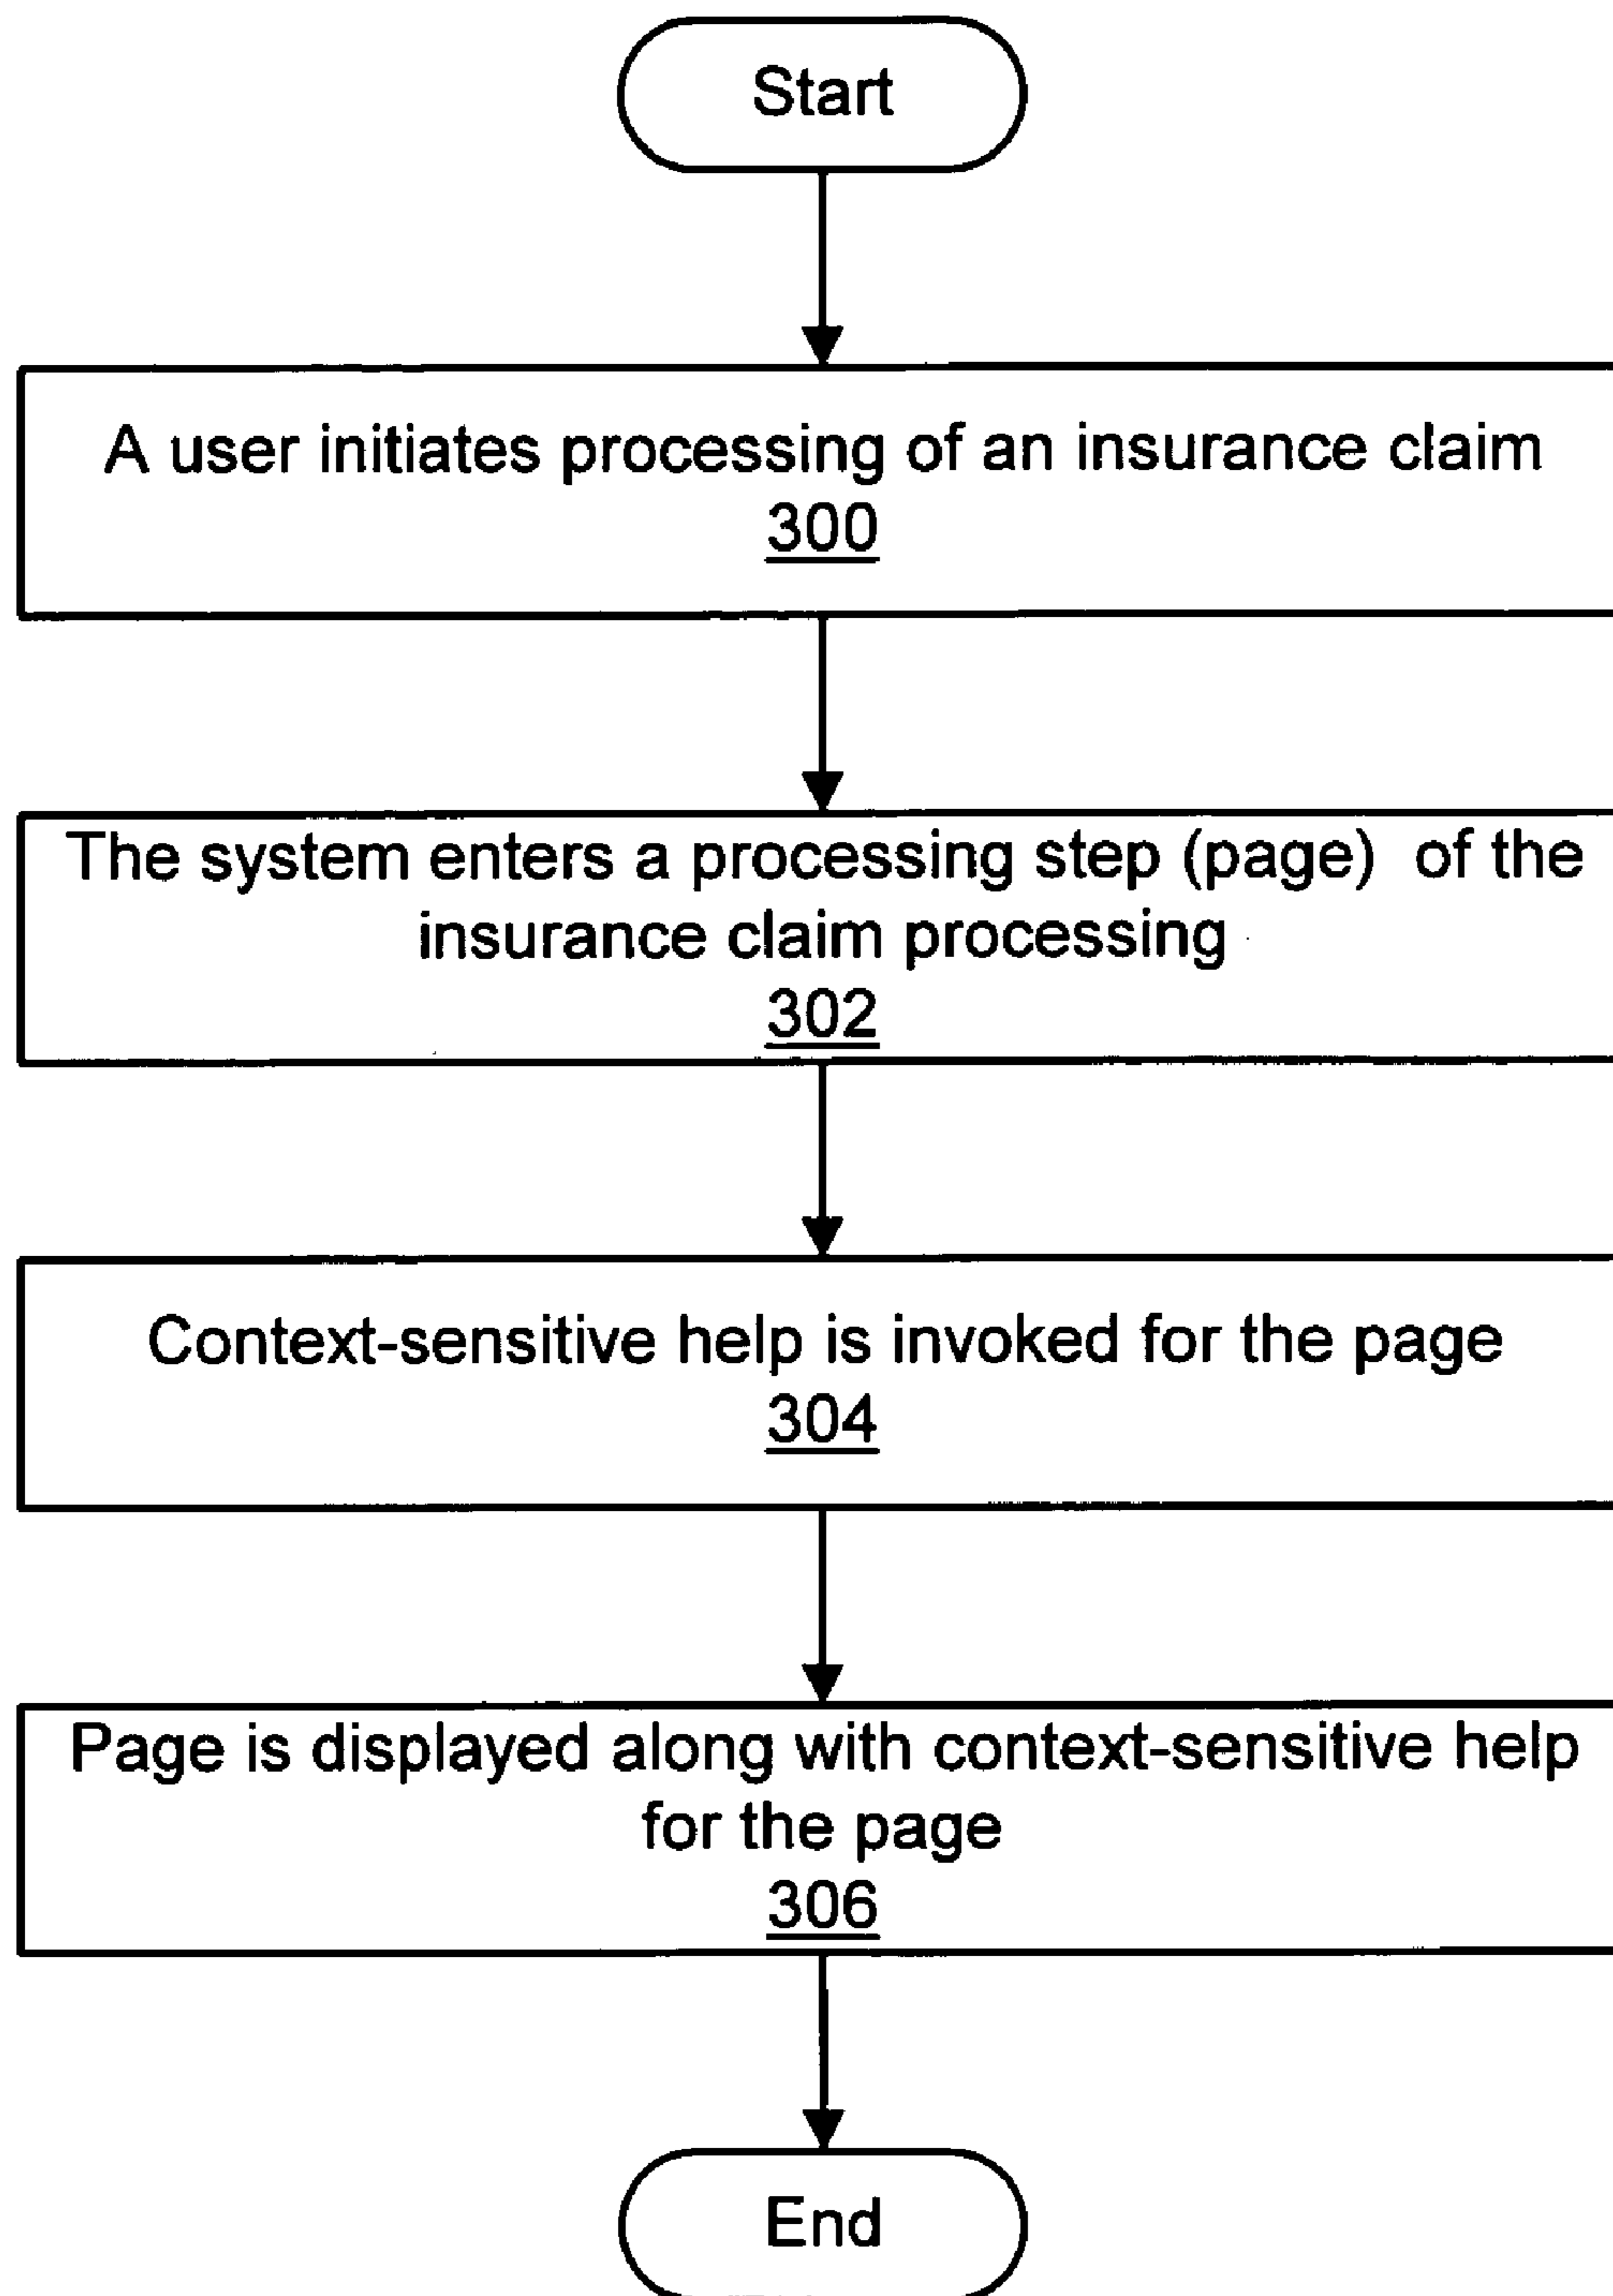 Start
A user initiates processing of an insurance claim
300
The system enters a processing step (page) of the
insurance claim processing
302
Context-sensitive help is invoked for the page
304
Page is displayed along with context-sensitive help
for the page
306
End